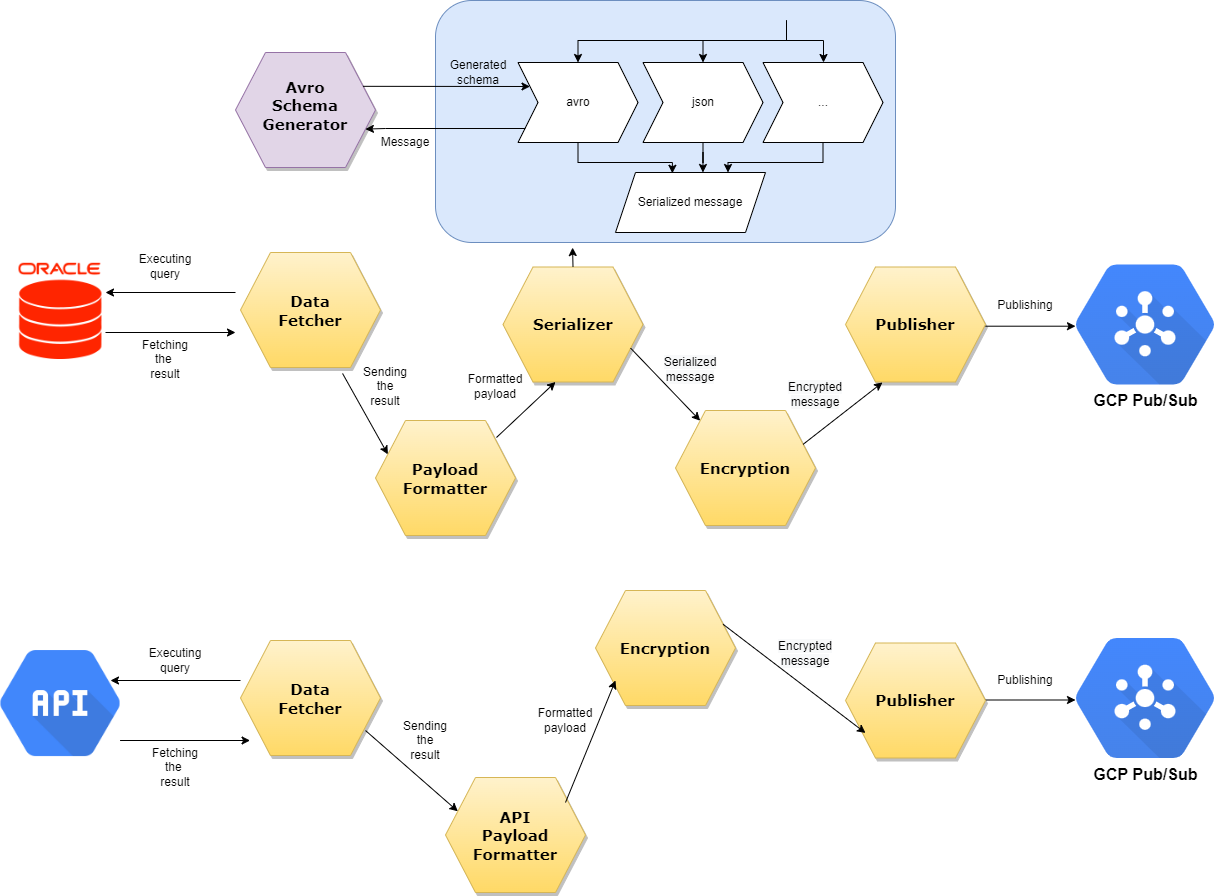 Avro
Schema
Generator
Generated
schema
Message
avro
json
...
Serialized message
ORACLE
Executing
query
Fetching
the
result
Data
Fetcher
Sending
the
result
Payload
Formatter
Formatted
payload
Serializer
Serialized
message
Encryption
Encrypted
message
Publisher
Publishing
GCP Pub/Sub
API
Executing
query
Fetching
the
result
Data
Fetcher
Sending
the
result
API
Payload
Formatter
Formatted
payload
Encryption
Encrypted
message
Publisher
Publishing
GCP Pub/Sub